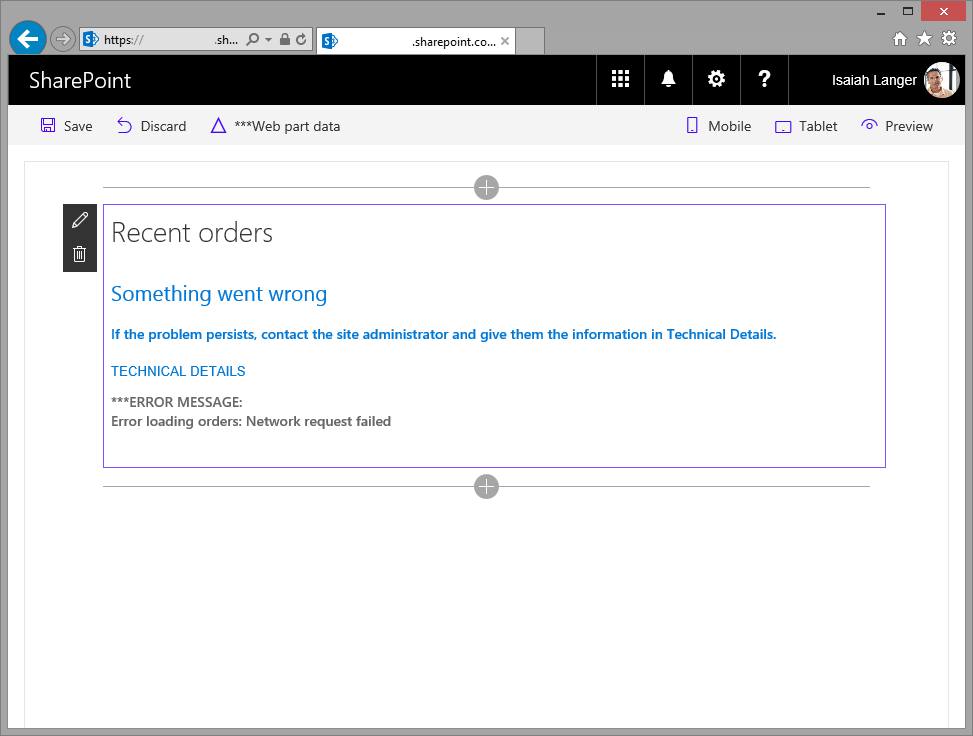 https:// .sh...
.sharepoint.co...
SharePoint
? Isaiah Langer
Save Discard ***Web part data Mobile Tablet Preview
Recent orders
Something went wrong
If the problem persists, contact the site administrator and give them the information in Technical Details.
TECHNICAL DETAILS
***ERROR MESSAGE:
Error loading orders: Network request failed